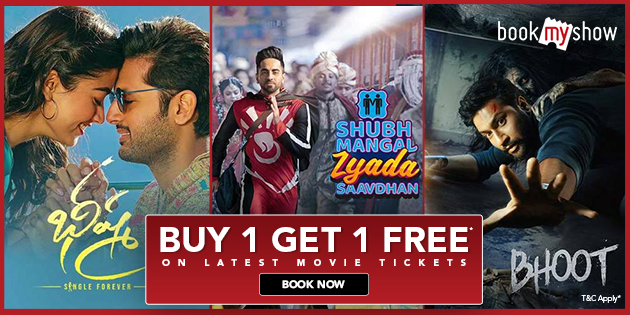 bookmyshow
భీష్మ
SINGLE FOREVER
SHUBH
MANGAL
Zyada
SAAVDHAN
BHOOT
BUY 1 GET 1 FREE*
ON LATEST MOVIE TICKETS
BOOK NOW
T&C Apply*